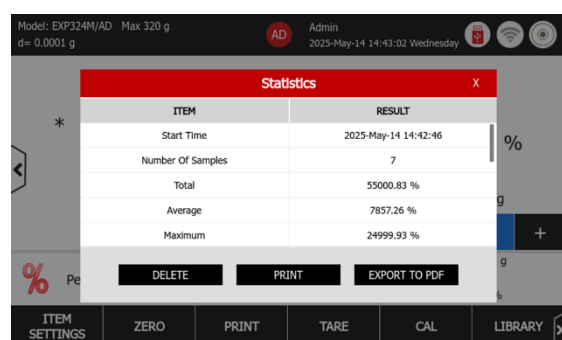 Model: EXP324M/AD Max 320 g
d= 0.0001 g
AD
Admin
2025-May-14 14:43:02 Wednesday
Statistics X
ITEM RESULT
Start Time 2025-May-14 14:42:46
Number Of Samples 7
Total 55000.83 %
Average 7857.26 %
Maximum 24999.93 %
DELETE PRINT EXPORT TO PDF
*
%
g
+
g
%
% Pe
ITEM SETTINGS ZERO PRINT TARE CAL LIBRARY